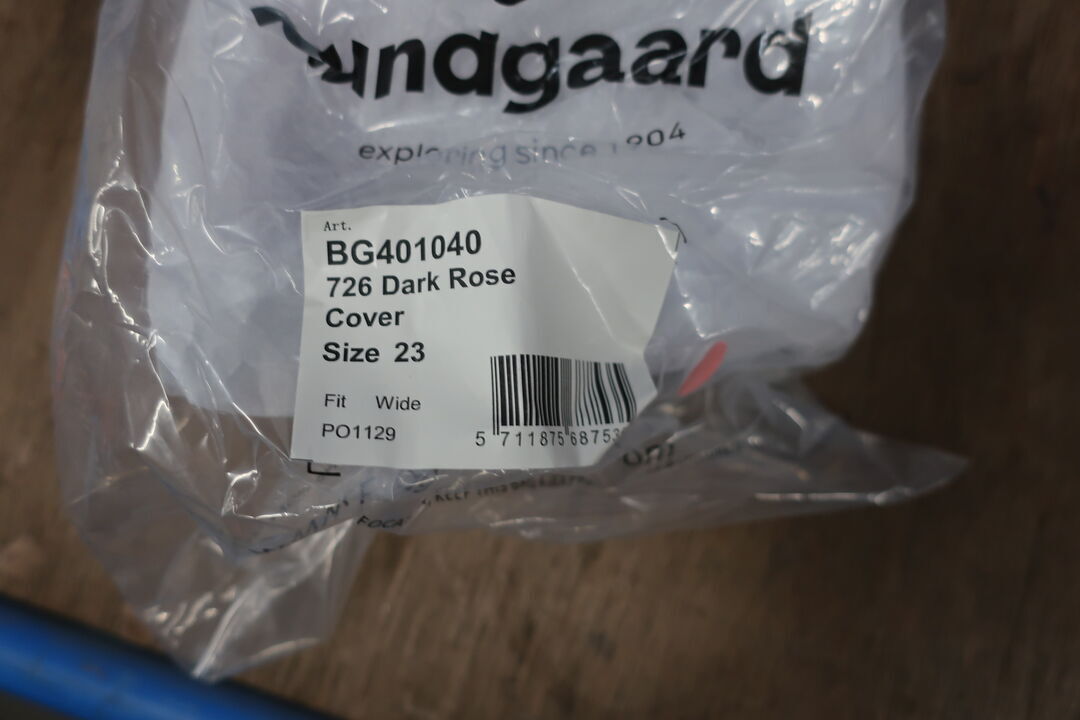 undgaard
exploring since 1904
Art.
BG401040
726 Dark Rose
Cover
Size 23
Fit Wide
PO1129
5 711875 68753